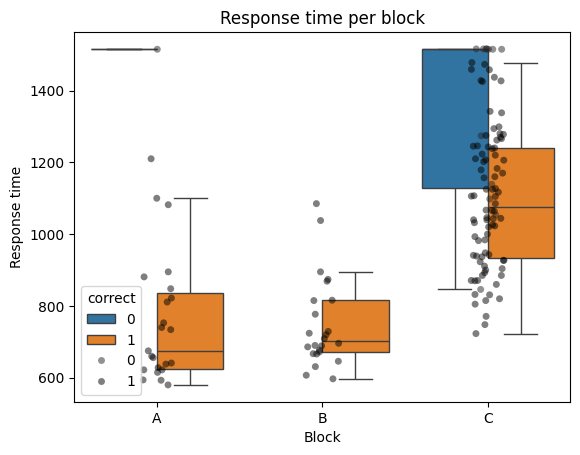 Response time per block
Response time
1400
1200
1000
800
600
correct
0
1
0
1
A B C
Block